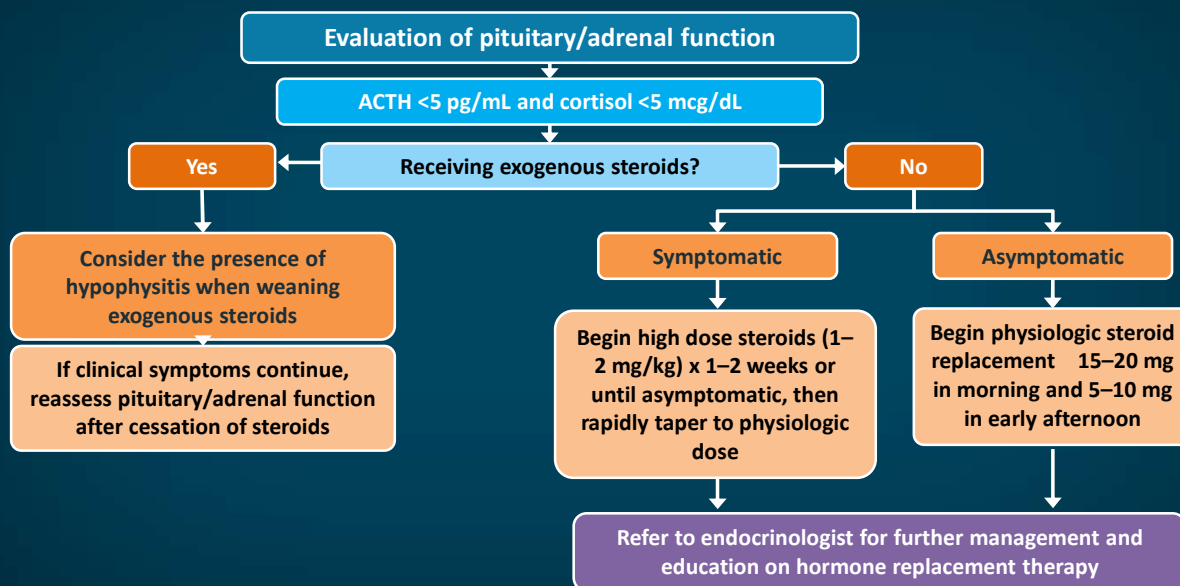 Evaluation of pituitary/adrenal function
ACTH <5 pg/mL and cortisol <5 mcg/dL
Yes
Receiving exogenous steroids?
No
Consider the presence of
hypophysitis when weaning
exogenous steroids
If clinical symptoms continue,
reassess pituitary/adrenal function
after cessation of steroids
Symptomatic
Asymptomatic
Begin high dose steroids (1–
2 mg/kg) x 1–2 weeks or
until asymptomatic, then
rapidly taper to physiologic
dose
Begin physiologic steroid
replacement 15–20 mg
in morning and 5–10 mg
in early afternoon
Refer to endocrinologist for further management and
education on hormone replacement therapy